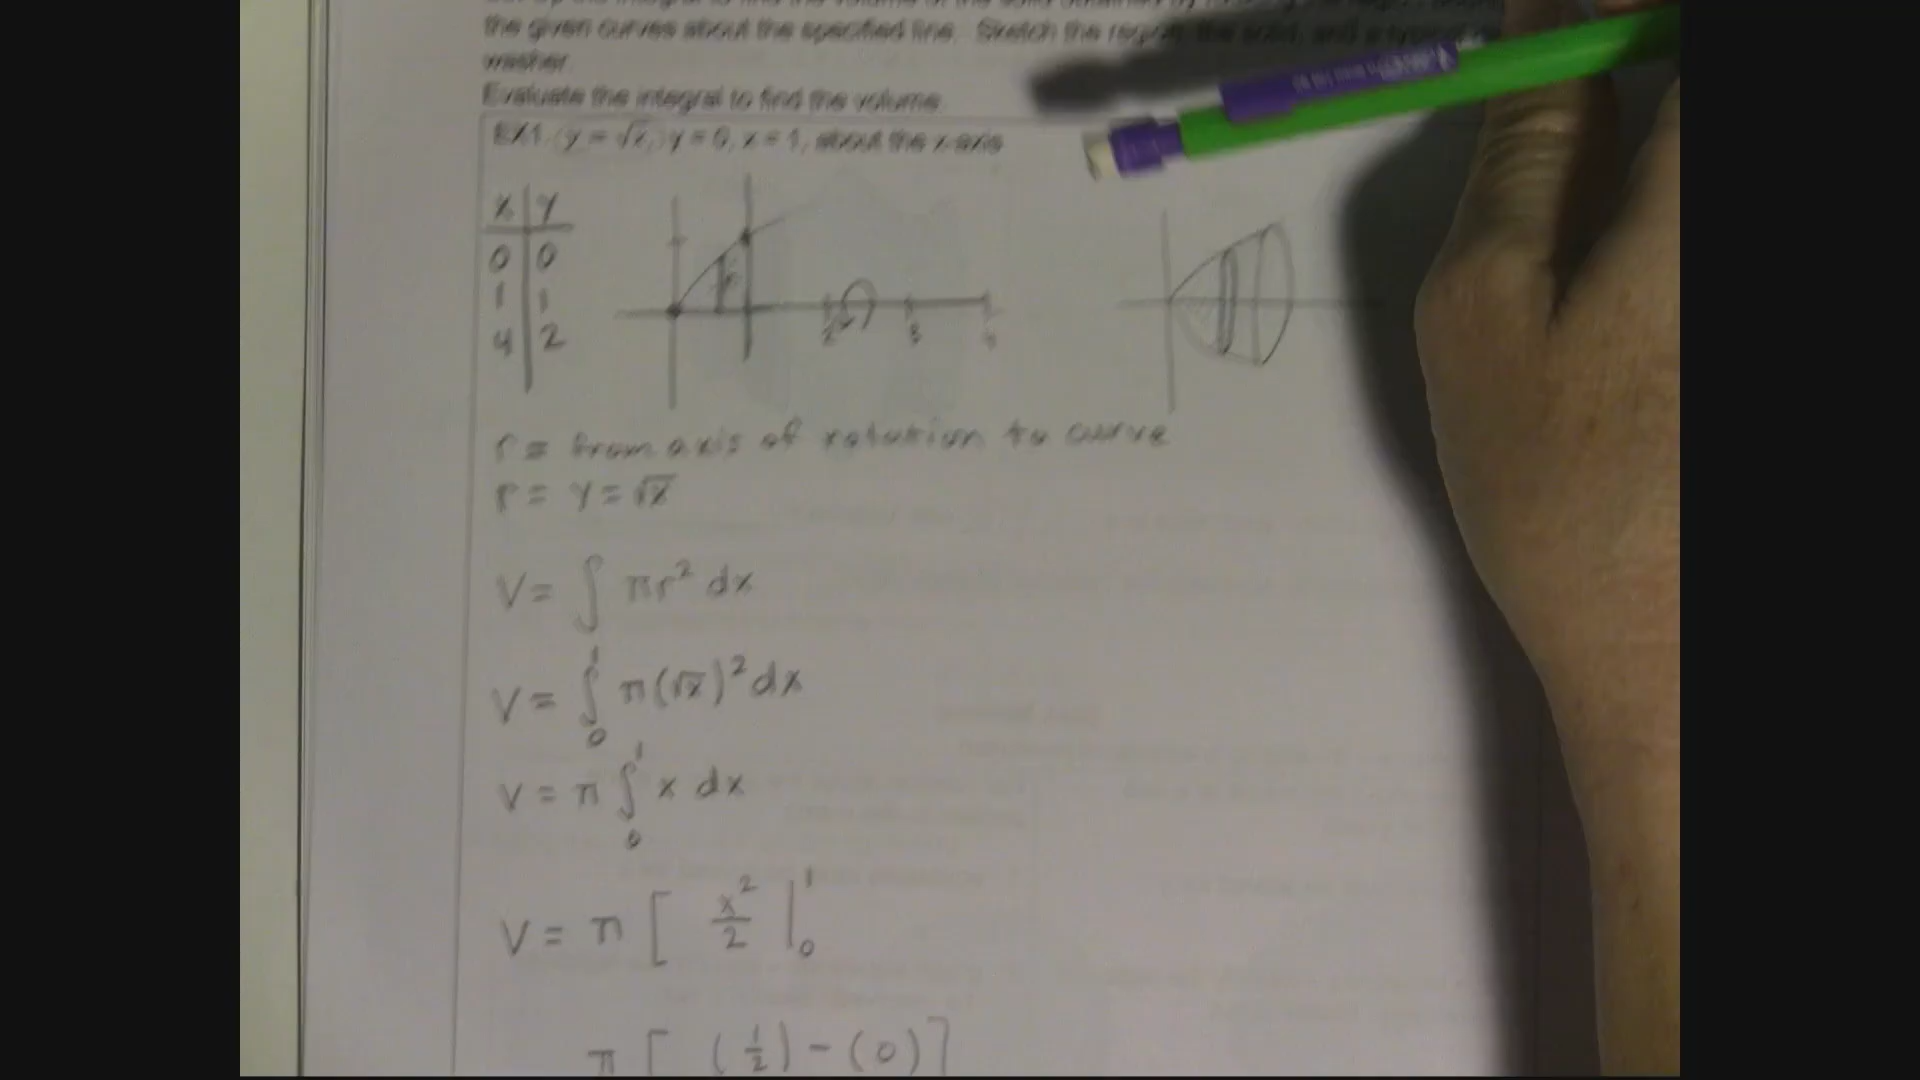 the given curves about the specified line. Sketch the region, the solid, and a typical
washer.
Evaluate the integral to find the volume.
EX1. y = √x, y = 0, x = 1, about the x-axis
x y
0 0
1 1
4 2
2 3
r = from axis of rotation to curve
r = y = √x
V = ∫ πr² dx
V = ∫₀¹ π(√x)² dx
V = π ∫₀¹ x dx
V = π [ x²/2 |₀¹
π [ (1/2) - (0) ]